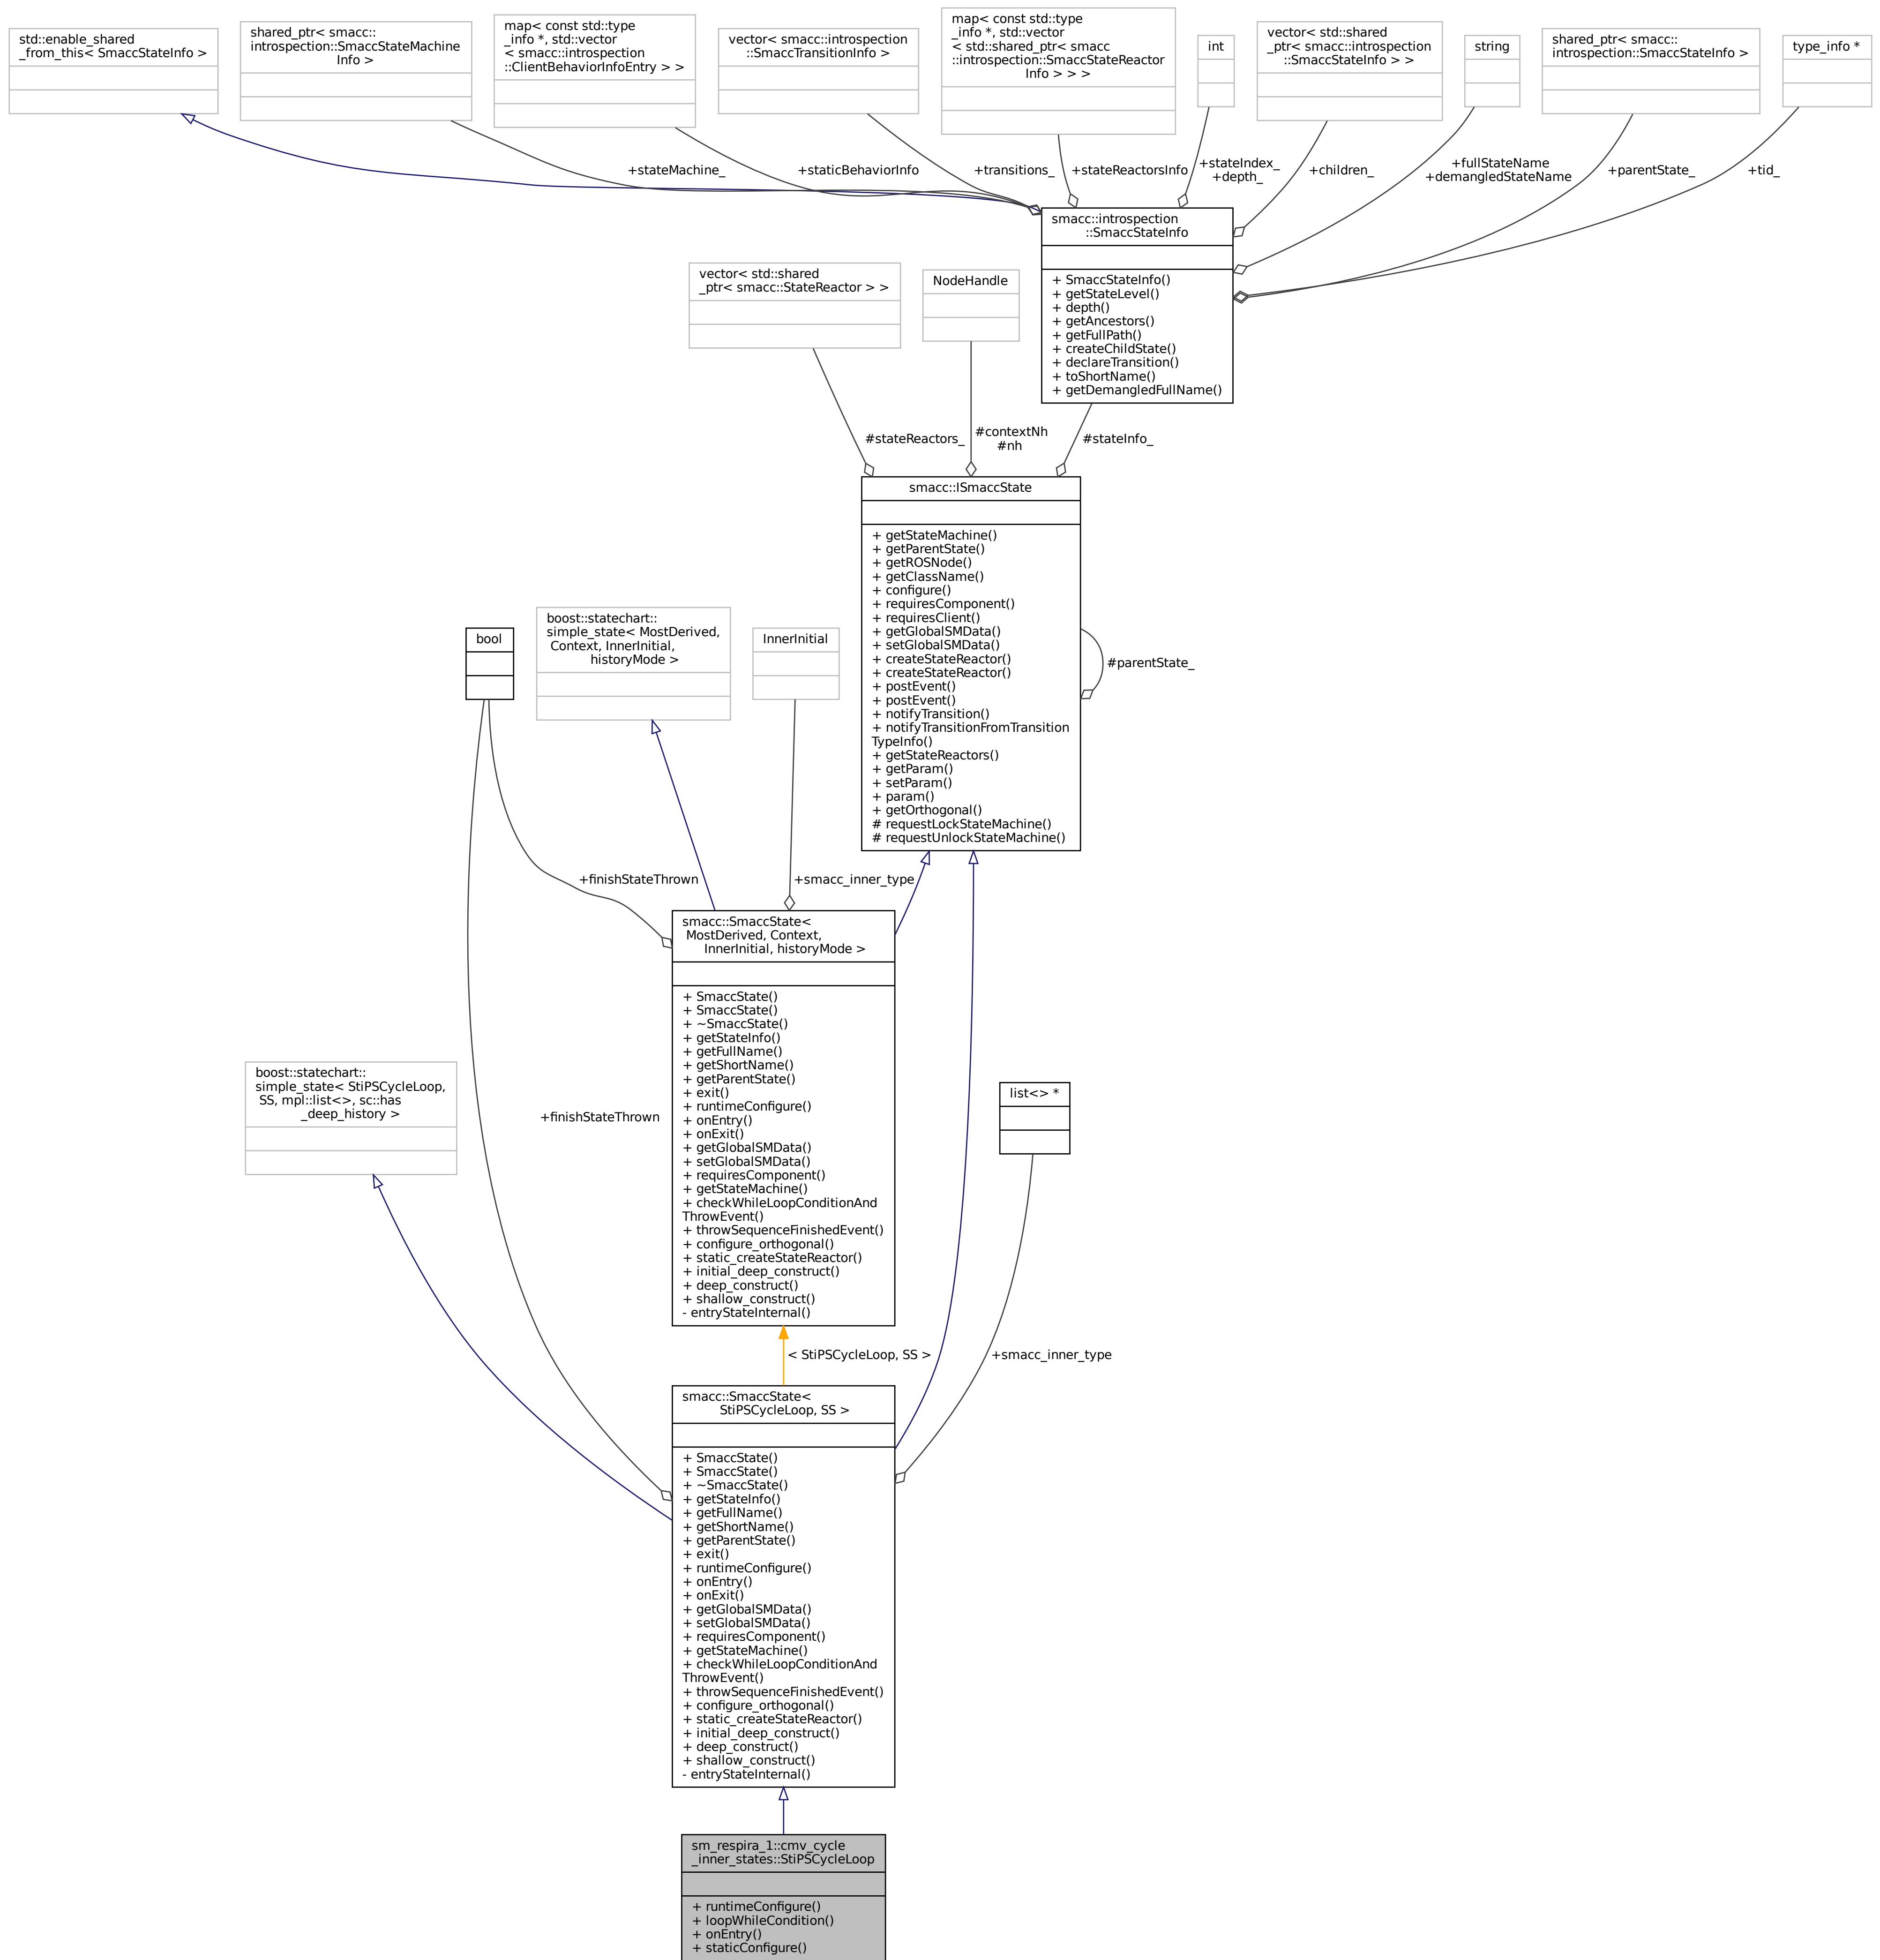 std::enable_shared
_from_this< SmaccStateInfo >
shared_ptr< smacc::
introspection::SmaccStateMachine
Info >
map< const std::type
_info *, std::vector
< smacc::introspection
::ClientBehaviorInfoEntry > >
vector< smacc::introspection
::SmaccTransitionInfo >
map< const std::type
_info *, std::vector
< std::shared_ptr< smacc
::introspection::SmaccStateReactor
Info > > >
int
vector< std::shared
_ptr< smacc::introspection
::SmaccStateInfo > >
string
shared_ptr< smacc::
introspection::SmaccStateInfo >
type_info *
+stateMachine_
+staticBehaviorInfo
+transitions_
+stateReactorsInfo
+stateIndex_
+depth_
+children_
+fullStateName
+demangledStateName
+parentState_
+tid_
smacc::introspection
::SmaccStateInfo
+ SmaccStateInfo()
+ getStateLevel()
+ depth()
+ getAncestors()
+ getFullPath()
+ createChildState()
+ declareTransition()
+ toShortName()
+ getDemangledFullName()
vector< std::shared
_ptr< smacc::StateReactor > >
NodeHandle
#stateReactors_
#contextNh
#nh
#stateInfo_
smacc::ISmaccState
+ getStateMachine()
+ getParentState()
+ getROSNode()
+ getClassName()
+ configure()
+ requiresComponent()
+ requiresClient()
+ getGlobalSMData()
+ setGlobalSMData()
+ createStateReactor()
+ createStateReactor()
+ postEvent()
+ postEvent()
+ notifyTransition()
+ notifyTransitionFromTransition
TypeInfo()
+ getStateReactors()
+ getParam()
+ setParam()
+ param()
+ getOrthogonal()
# requestLockStateMachine()
# requestUnlockStateMachine()
#parentState_
bool
boost::statechart::
simple_state< MostDerived,
Context, InnerInitial,
historyMode >
InnerInitial
+finishStateThrown
+smacc_inner_type
smacc::SmaccState<
MostDerived, Context,
InnerInitial, historyMode >
+ SmaccState()
+ SmaccState()
+ ~SmaccState()
+ getStateInfo()
+ getFullName()
+ getShortName()
+ getParentState()
+ exit()
+ runtimeConfigure()
+ onEntry()
+ onExit()
+ getGlobalSMData()
+ setGlobalSMData()
+ requiresComponent()
+ getStateMachine()
+ checkWhileLoopConditionAnd
ThrowEvent()
+ throwSequenceFinishedEvent()
+ configure_orthogonal()
+ static_createStateReactor()
+ initial_deep_construct()
+ deep_construct()
+ shallow_construct()
- entryStateInternal()
boost::statechart::
simple_state< StiPSCycleLoop,
SS, mpl::list<>, sc::has
_deep_history >
+finishStateThrown
list<> *
< StiPSCycleLoop, SS >
+smacc_inner_type
smacc::SmaccState<
StiPSCycleLoop, SS >
+ SmaccState()
+ SmaccState()
+ ~SmaccState()
+ getStateInfo()
+ getFullName()
+ getShortName()
+ getParentState()
+ exit()
+ runtimeConfigure()
+ onEntry()
+ onExit()
+ getGlobalSMData()
+ setGlobalSMData()
+ requiresComponent()
+ getStateMachine()
+ checkWhileLoopConditionAnd
ThrowEvent()
+ throwSequenceFinishedEvent()
+ configure_orthogonal()
+ static_createStateReactor()
+ initial_deep_construct()
+ deep_construct()
+ shallow_construct()
- entryStateInternal()
sm_respira_1::cmv_cycle
_inner_states::StiPSCycleLoop
+ runtimeConfigure()
+ loopWhileCondition()
+ onEntry()
+ staticConfigure()